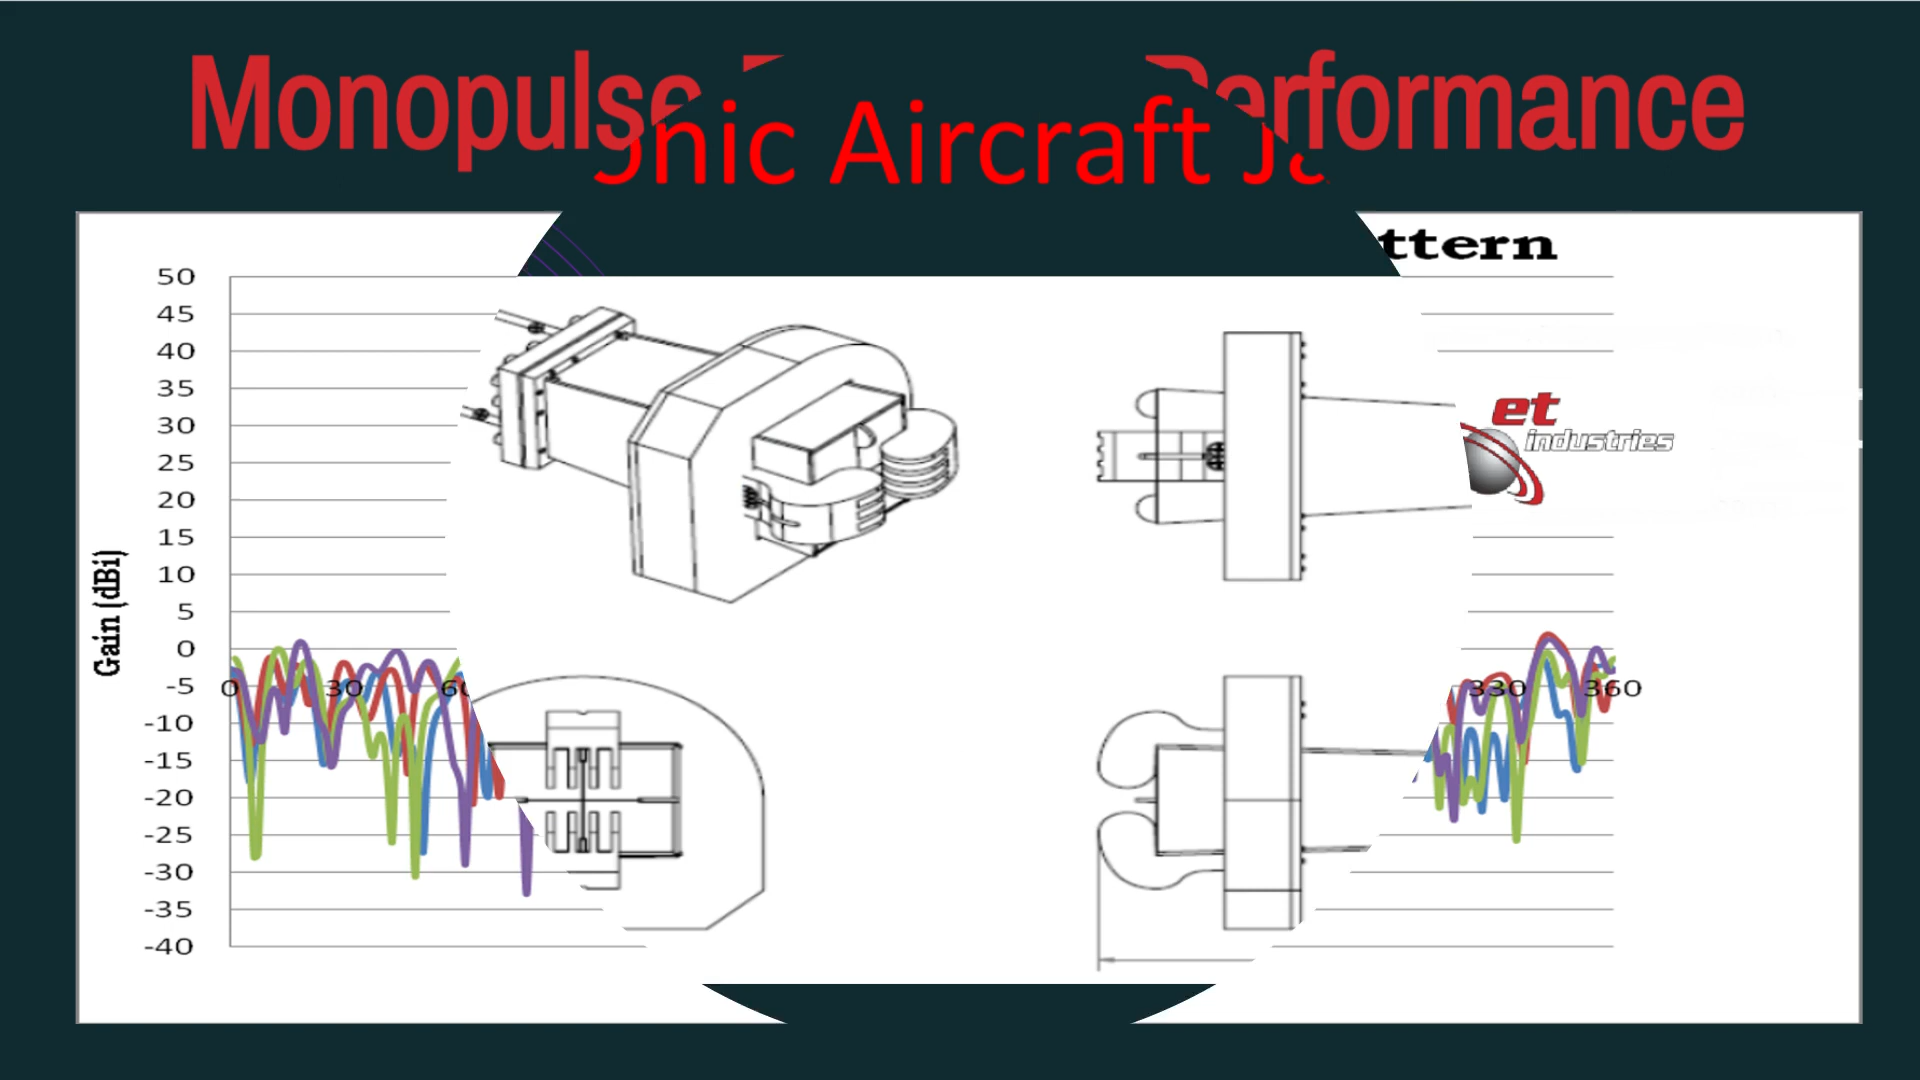 Monopulse
Performance
nic Aircraft
ttern
50
45
40
35
30
25
20
15
10
5
0
-5
-10
-15
-20
-25
-30
-35
-40
Gain (dBi)
0 30 330 360
et
industries